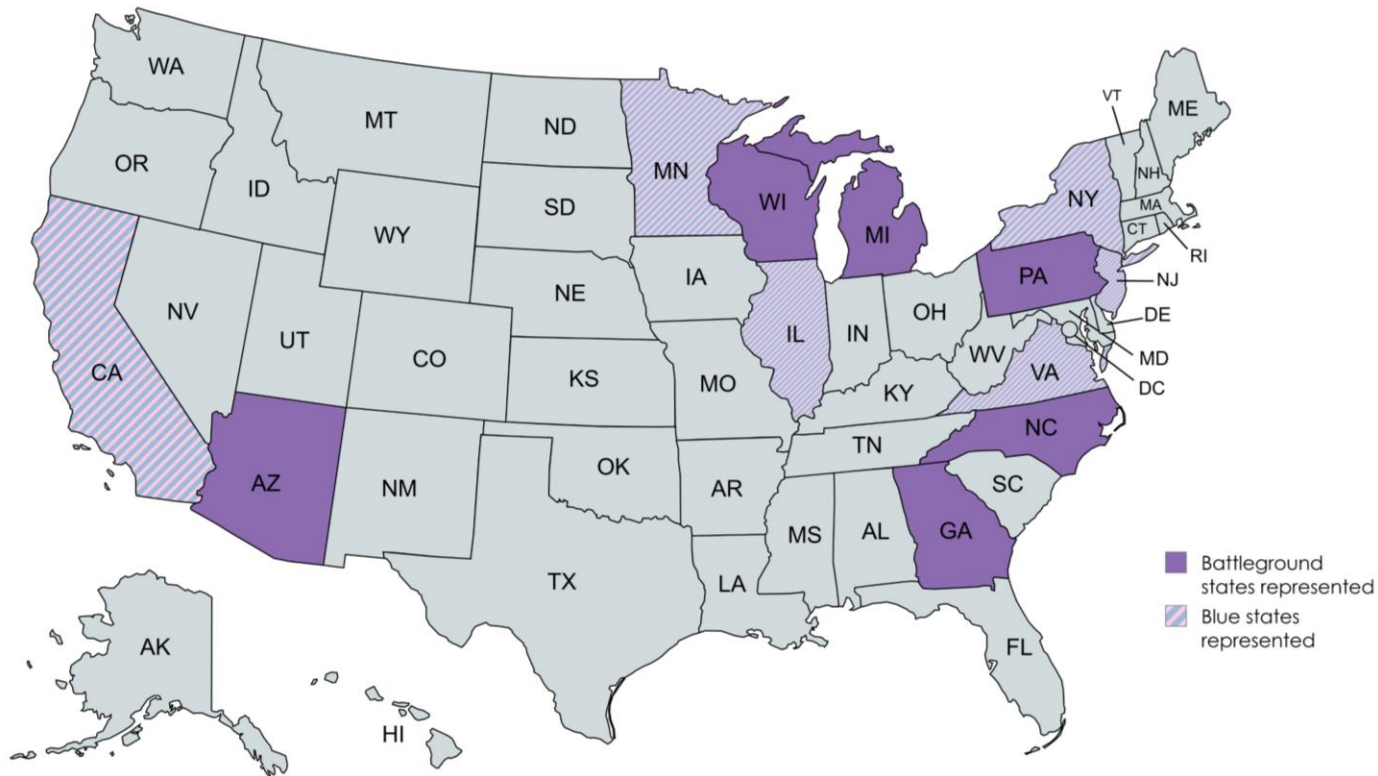 WA
MT
ND
MN
VT
ME
OR
ID
SD
WI
MI
NY
NH
MA
CT
RI
WY
IA
PA
NJ
NE
NV
UT
CO
IL
IN
OH
DE
CA
KS
MO
WV
VA
MD
DC
KY
NC
TN
AZ
NM
OK
AR
SC
MS
AL
GA
TX
LA
Battleground
states represented
Blue states
represented
AK
FL
HI